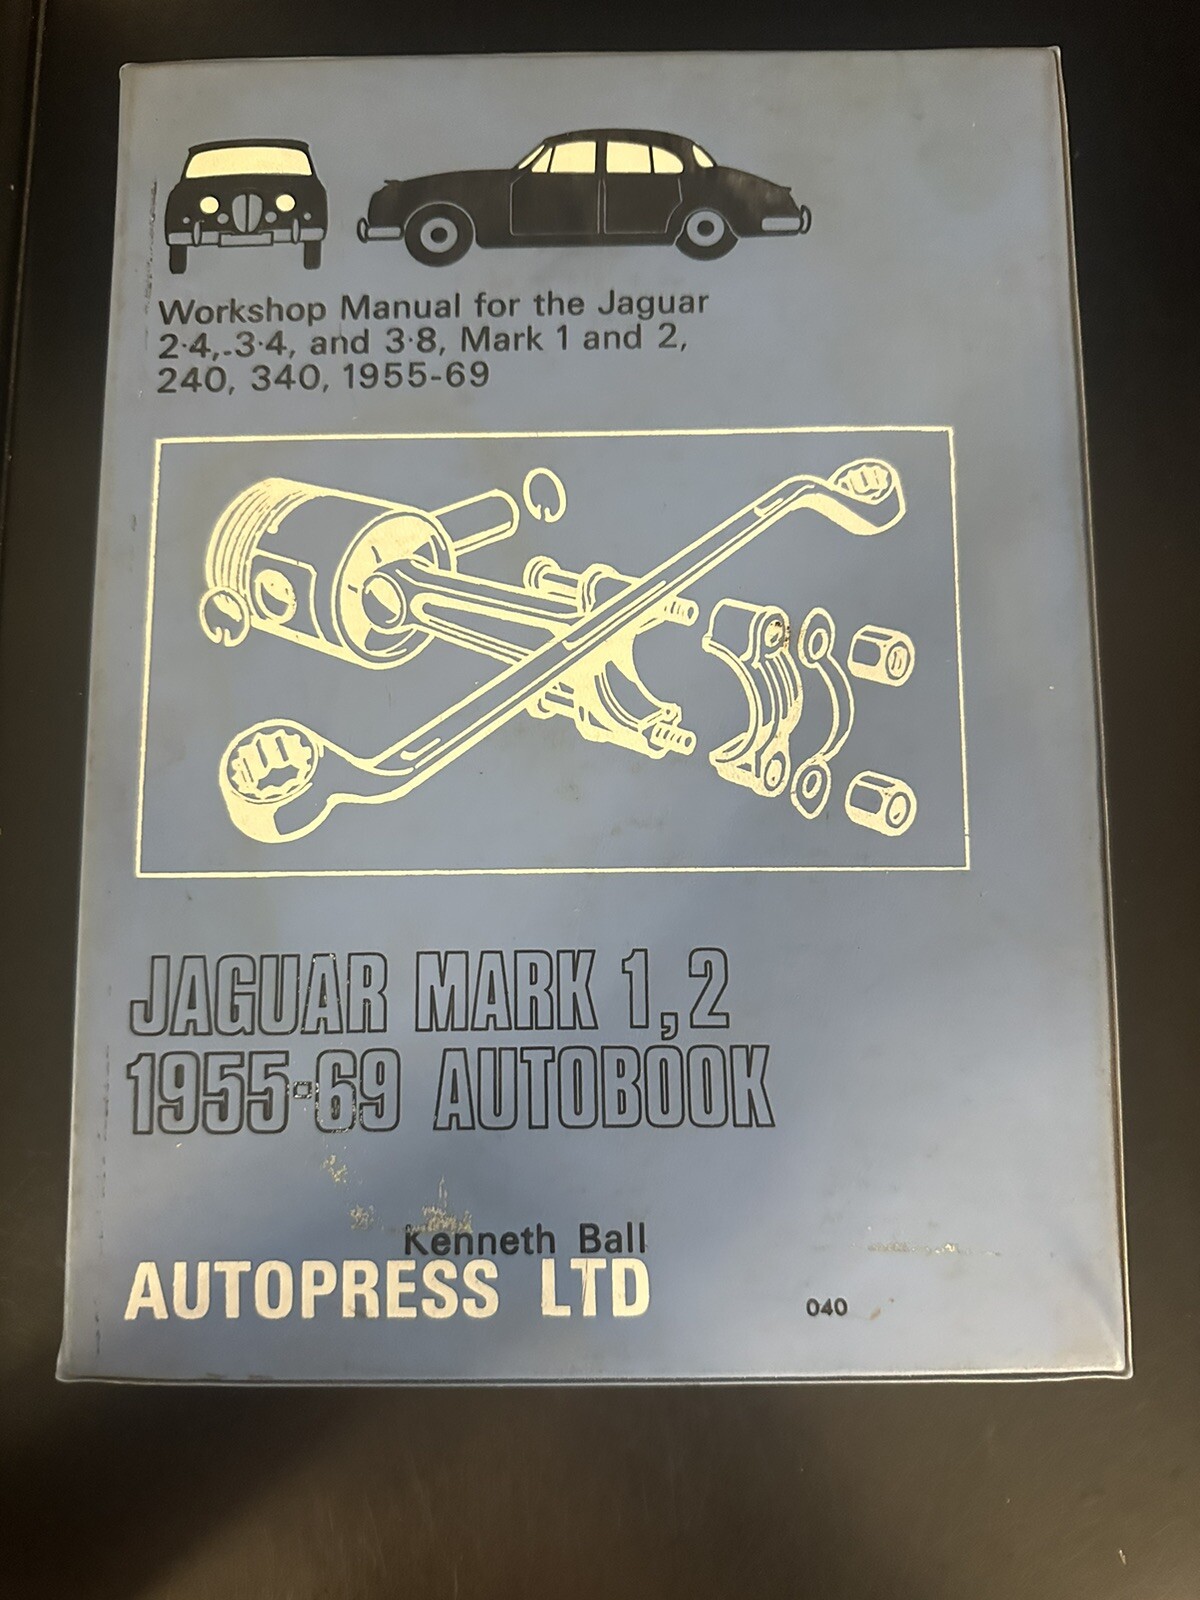 Workshop Manual for the Jaguar
2·4, 3·4, and 3·8, Mark 1 and 2,
240, 340, 1955-69
JAGUAR MARK 1, 2
1955-69 AUTOBOOK
Kenneth Ball
AUTOPRESS LTD
040